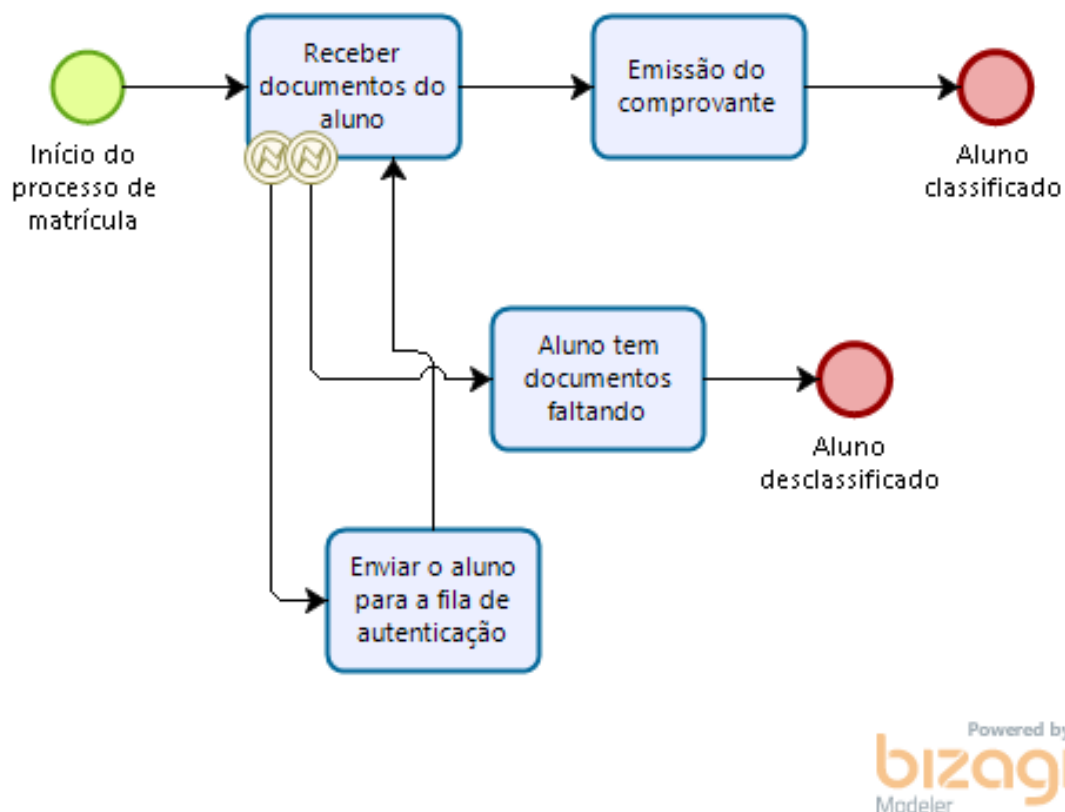 Receber
documentos do
aluno
Emissão do
comprovante
Início do
processo de
matrícula
Aluno
classificado
Aluno tem
documentos
faltando
Aluno
desclassificado
Enviar o aluno
para a fila de
autenticação
Powered by
bizagi
Modeler